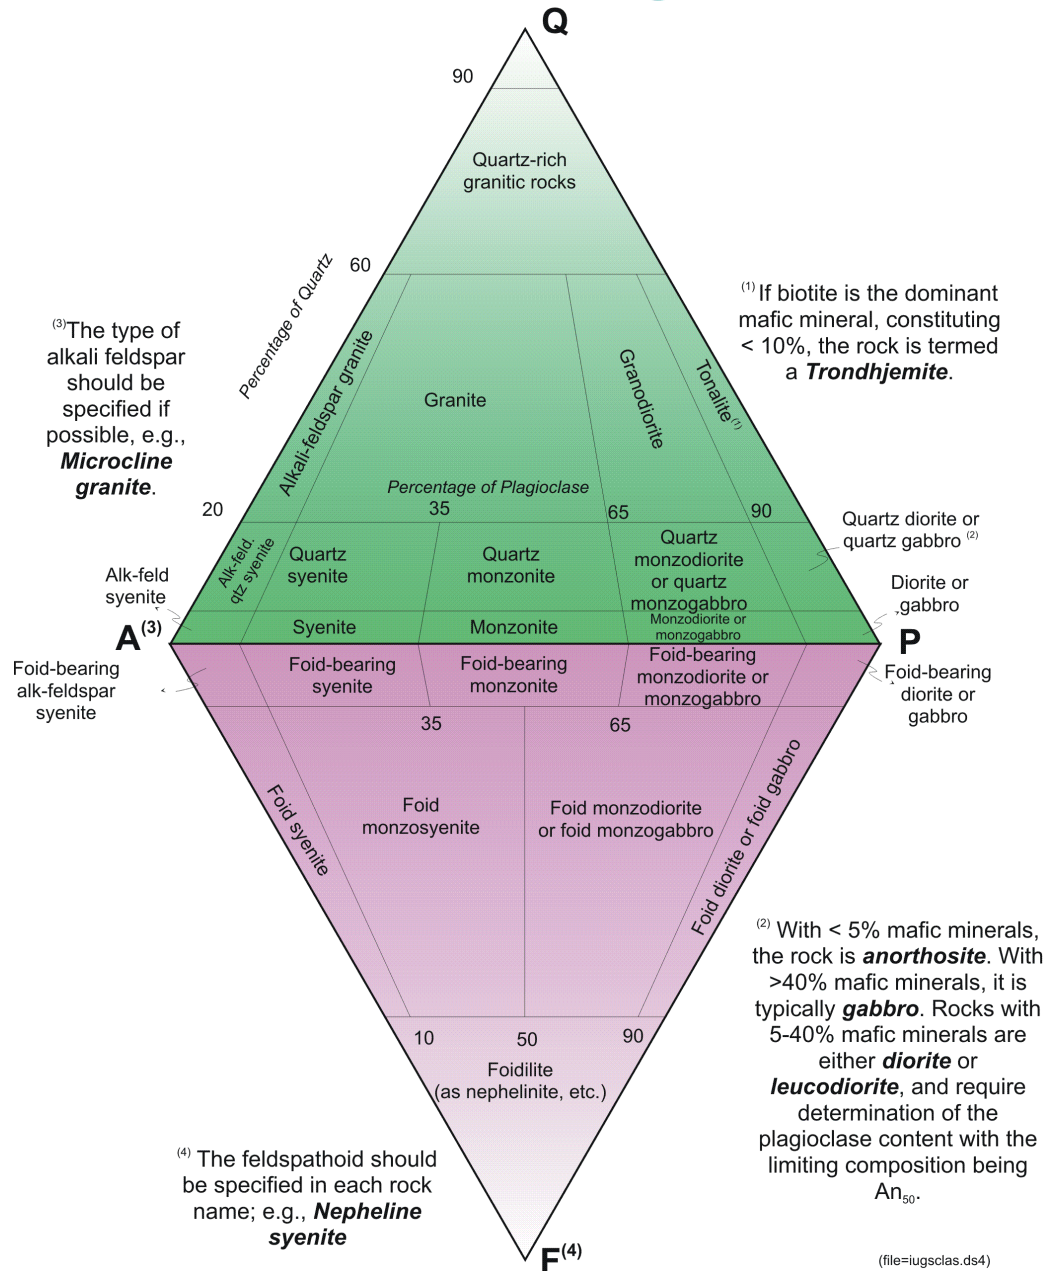 Q
90
Quartz-rich
granitic rocks
60
Percentage of Quartz
(1) If biotite is the dominant
mafic mineral, constituting
< 10%, the rock is termed
a Trondhjemite.
(3)The type of
alkali feldspar
should be
specified if
possible, e.g.,
Microcline
granite.
Alkali-feldspar granite
Granite
Granodiorite
Tonalite(1)
Percentage of Plagioclase
20
35
65
90
Alk-feld.
qtz syenite
Quartz
syenite
Quartz
monzonite
Quartz
monzodiorite
or quartz
monzogabbro
Quartz diorite or
quartz gabbro (2)
Alk-feld
syenite
Syenite
Monzonite
Monzodiorite or
monzogabbro
Diorite or
gabbro
A(3)
P
Foid-bearing
alk-feldspar
syenite
Foid-bearing
syenite
Foid-bearing
monzonite
Foid-bearing
monzodiorite or
monzogabbro
Foid-bearing
diorite or
gabbro
35
65
Foid syenite
Foid
monzosyenite
Foid monzodiorite
or foid monzogabbro
Foid diorite or foid gabbro
10
50
90
Foidilite
(as nephelinite, etc.)
(2) With < 5% mafic minerals,
the rock is anorthosite. With
>40% mafic minerals, it is
typically gabbro. Rocks with
5-40% mafic minerals are
either diorite or
leucodiorite, and require
determination of the
plagioclase content with the
limiting composition being
An50.
(4) The feldspathoid should
be specified in each rock
name; e.g., Nepheline
syenite
F(4)
(file=iugsclas.ds4)